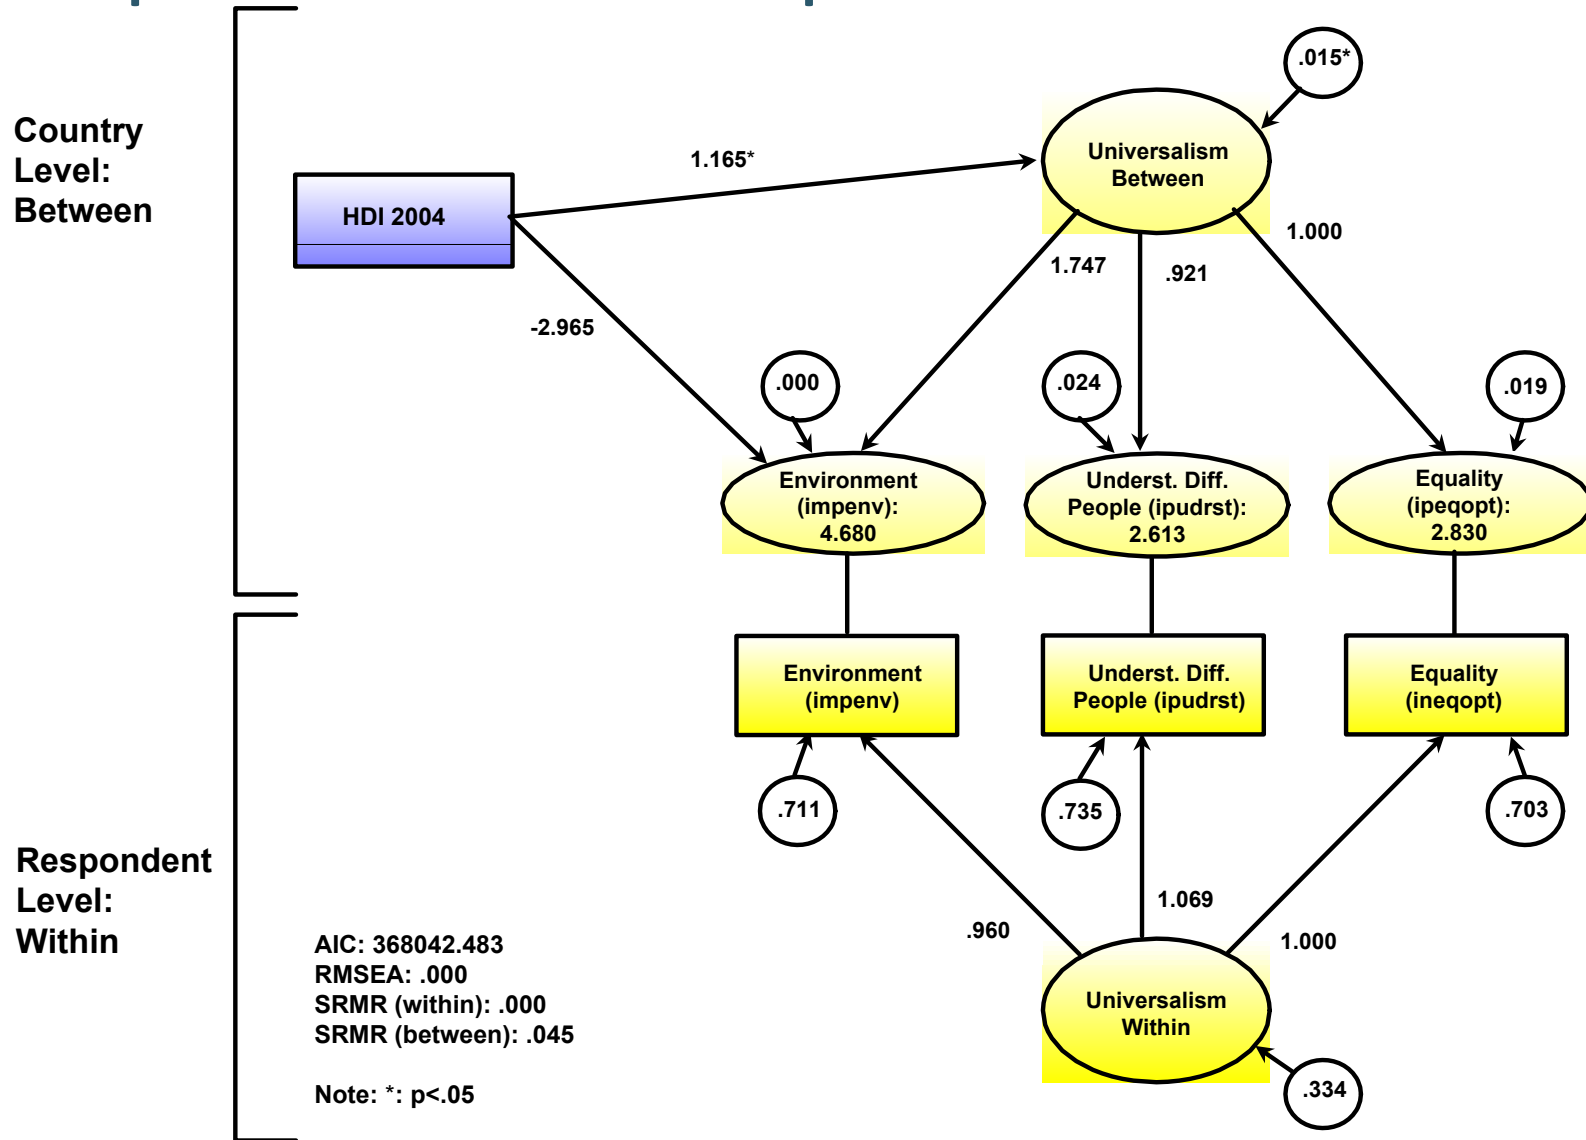 Country
Level:
Between
.015*
Universalism
Between
1.165*
HDI 2004
1.000
1.747
.921
-2.965
.000
.024
.019
Environment
(impenv):
4.680
Underst. Diff.
People (ipudrst):
2.613
Equality
(ipeqopt):
2.830
Environment
(impenv)
Underst. Diff.
People (ipudrst)
Equality
(ineqopt)
.711
.735
.703
Respondent
Level:
Within
.960
1.069
1.000
AIC: 368042.483
RMSEA: .000
SRMR (within): .000
SRMR (between): .045
Note: *: p<.05
Universalism
Within
.334